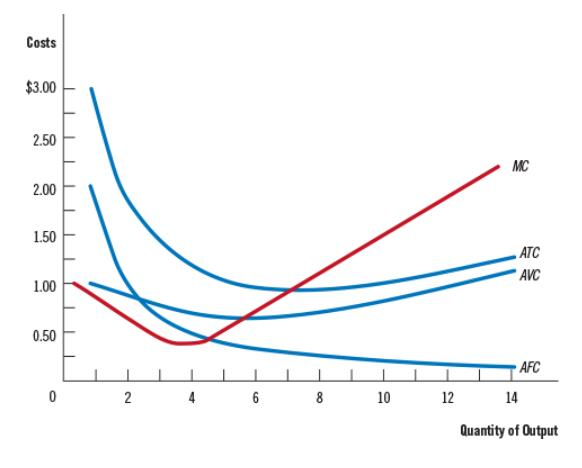 Costs
$3.00
2.50
2.00
1.50
1.00
0.50
0
2 4 6 8 10 12 14
MC
ATC
AVC
AFC
Quantity of Output